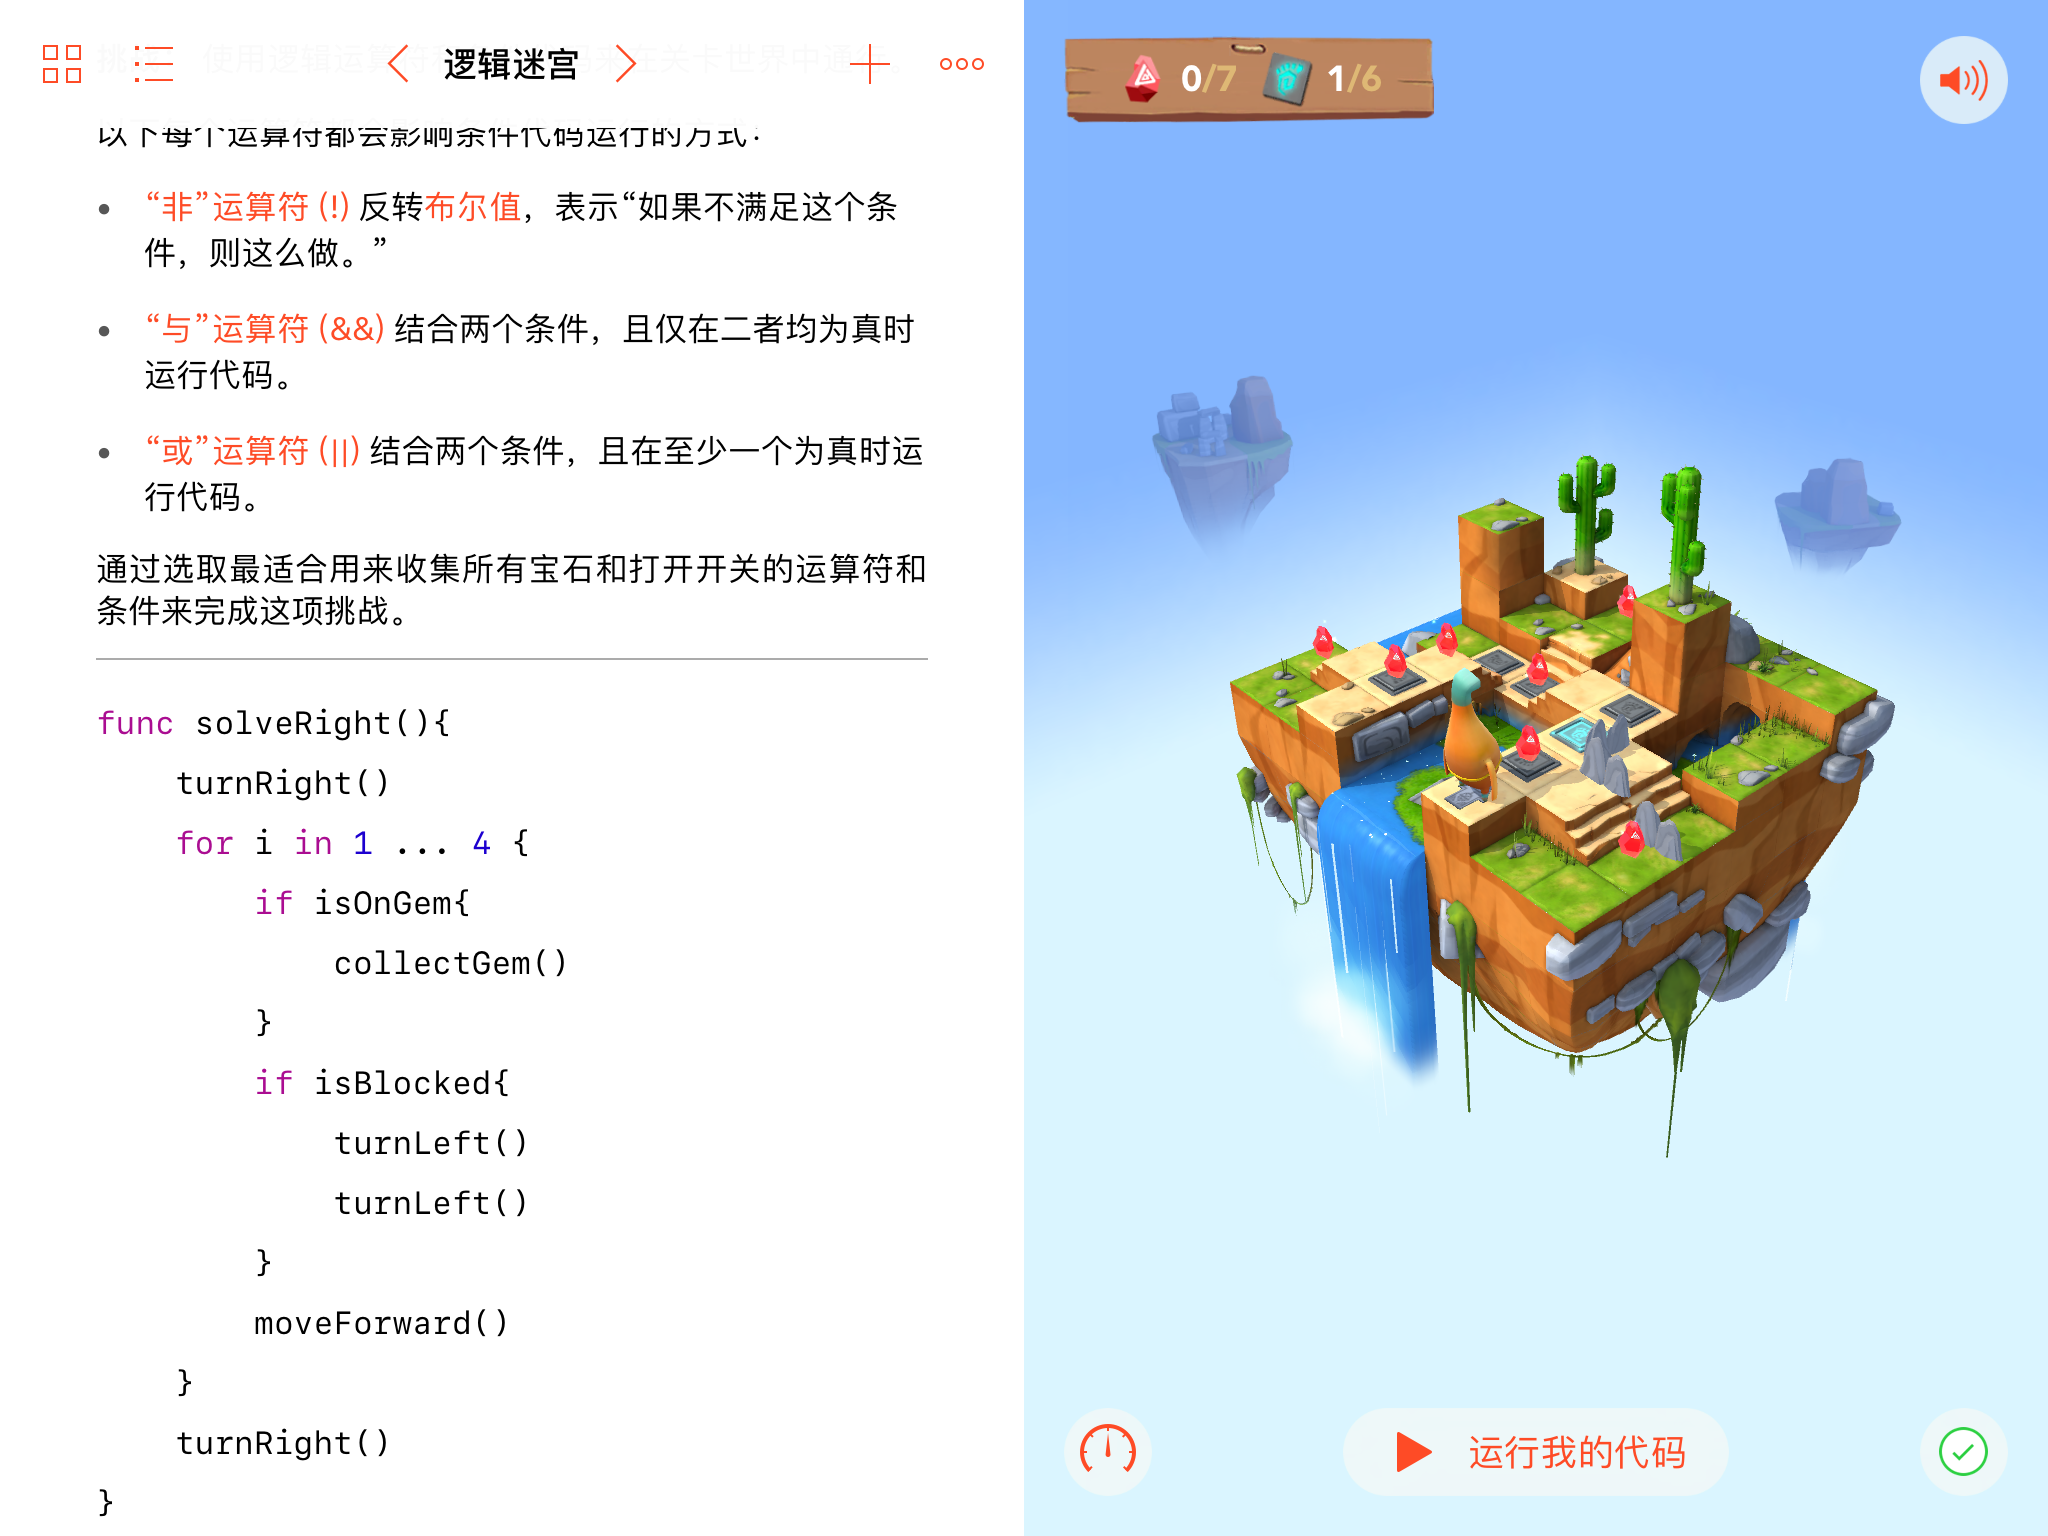 逻辑迷宫
以下每个运算符都会影响条件代码运行的方式：
• “非”运算符 (!) 反转布尔值，表示“如果不满足这个条
件，则这么做。”
• “与”运算符 (&&) 结合两个条件，且仅在二者均为真时
运行代码。
• “或”运算符 (||) 结合两个条件，且在至少一个为真时运
行代码。
通过选取最适合用来收集所有宝石和打开开关的运算符和
条件来完成这项挑战。
func solveRight(){
turnRight()
for i in 1 ... 4 {
if isOnGem{
collectGem()
}
if isBlocked{
turnLeft()
turnLeft()
}
moveForward()
}
turnRight()
}
0/7 1/6
运行我的代码